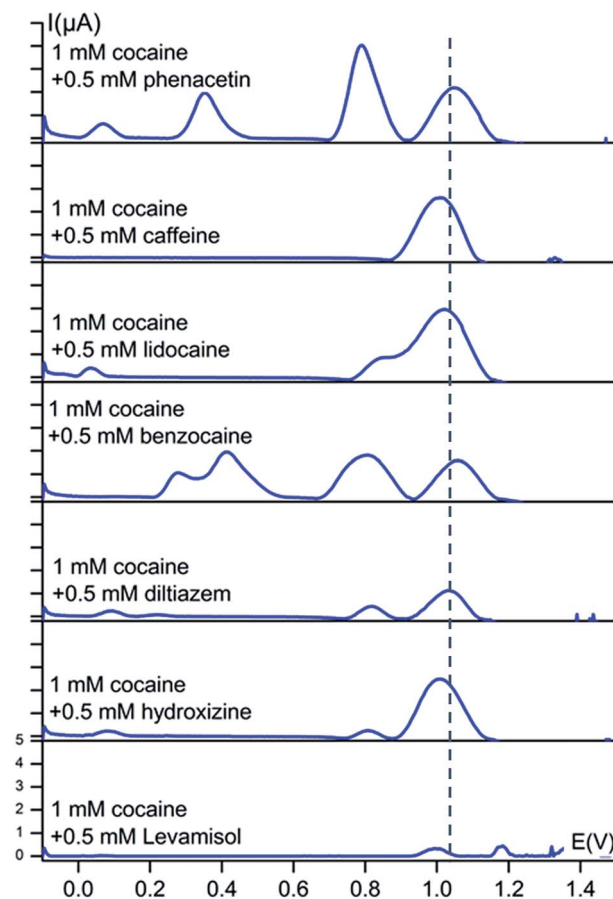 I(µA)
1 mM cocaine
+0.5 mM phenacetin
1 mM cocaine
+0.5 mM caffeine
1 mM cocaine
+0.5 mM lidocaine
1 mM cocaine
+0.5 mM benzocaine
1 mM cocaine
+0.5 mM diltiazem
1 mM cocaine
+0.5 mM hydroxizine
5
4
3
2
1
0
1 mM cocaine
+0.5 mM Levamisol
E(V)
0.0 0.2 0.4 0.6 0.8 1.0 1.2 1.4